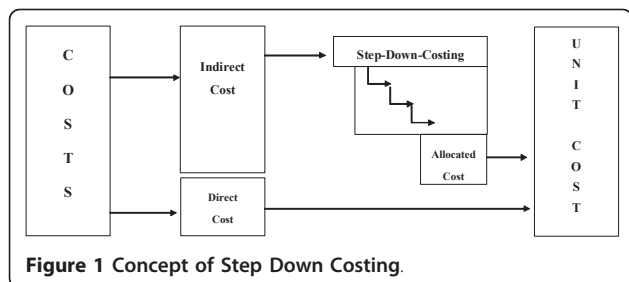 C
O
S
T
S
Indirect
Cost
Direct
Cost
Step-Down-Costing
Allocated
Cost
U
N
I
T
C
O
S
T
Figure 1 Concept of Step Down Costing.